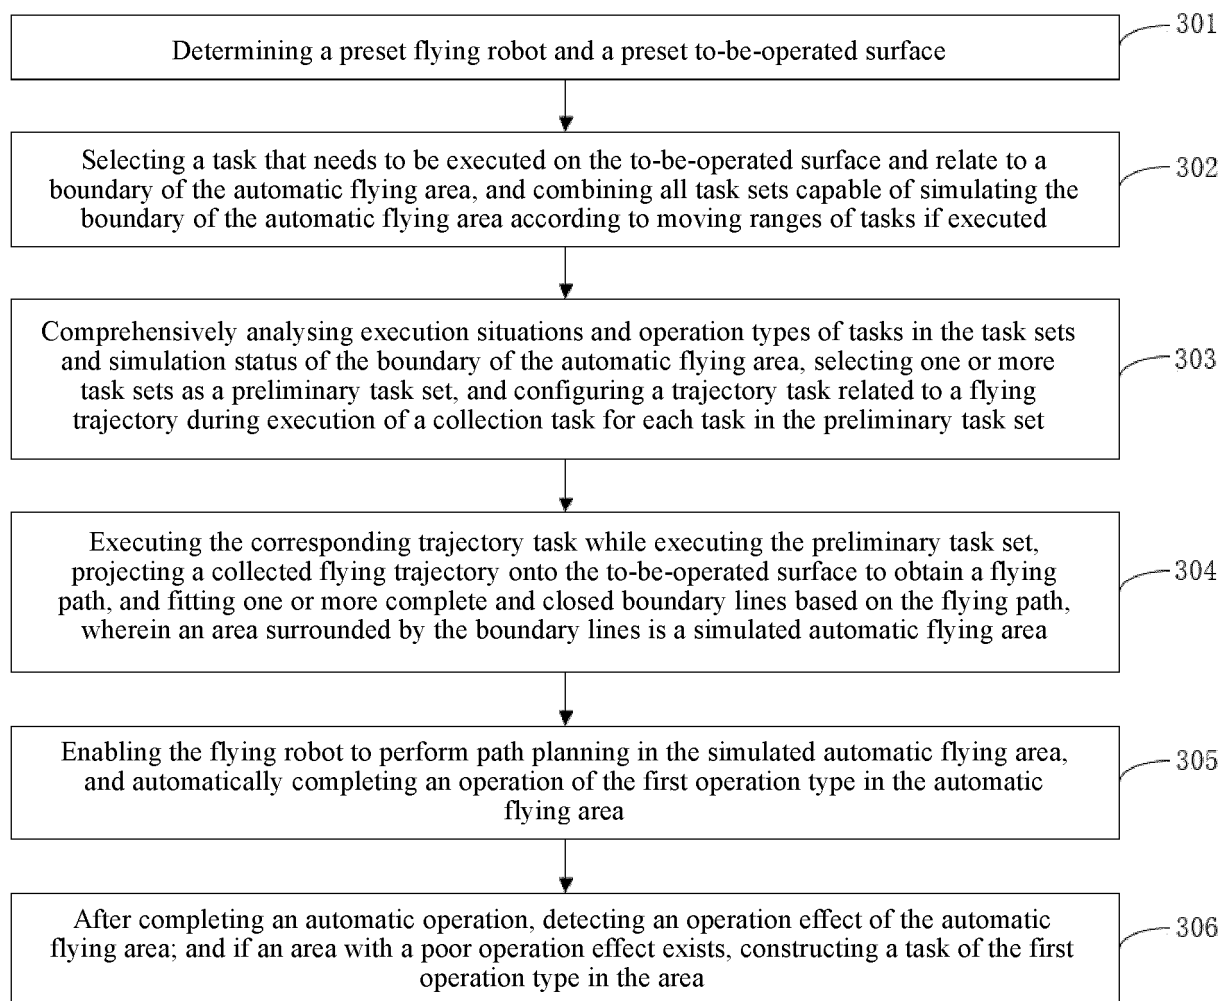 Determining a preset flying robot and a preset to-be-operated surface
301
Selecting a task that needs to be executed on the to-be-operated surface and relate to a
boundary of the automatic flying area, and combining all task sets capable of simulating the
boundary of the automatic flying area according to moving ranges of tasks if executed
302
Comprehensively analysing execution situations and operation types of tasks in the task sets
and simulation status of the boundary of the automatic flying area, selecting one or more
task sets as a preliminary task set, and configuring a trajectory task related to a flying
trajectory during execution of a collection task for each task in the preliminary task set
303
Executing the corresponding trajectory task while executing the preliminary task set,
projecting a collected flying trajectory onto the to-be-operated surface to obtain a flying
path, and fitting one or more complete and closed boundary lines based on the flying path,
wherein an area surrounded by the boundary lines is a simulated automatic flying area
304
Enabling the flying robot to perform path planning in the simulated automatic flying area,
and automatically completing an operation of the first operation type in the automatic
flying area
305
After completing an automatic operation, detecting an operation effect of the automatic
flying area; and if an area with a poor operation effect exists, constructing a task of the first
operation type in the area
306